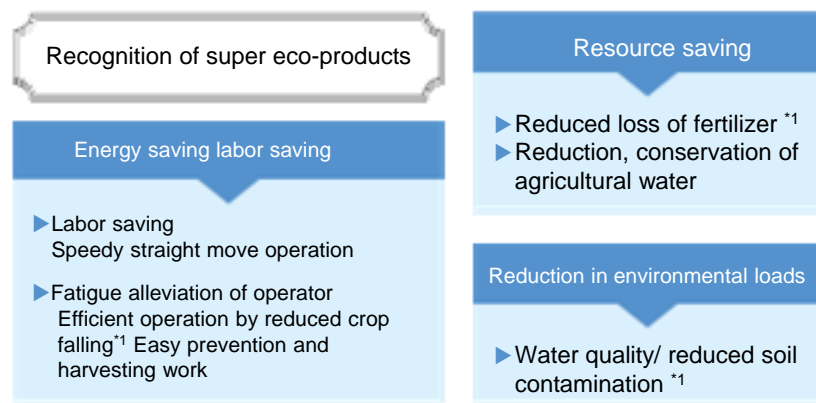 Recognition of super eco-products
Energy saving labor saving
▶Labor saving
Speedy straight move operation
▶Fatigue alleviation of operator
Efficient operation by reduced crop
falling*1 Easy prevention and
harvesting work
Resource saving
▶Reduced loss of fertilizer *1
▶Reduction, conservation of
agricultural water
Reduction in environmental loads
▶Water quality/ reduced soil
contamination *1